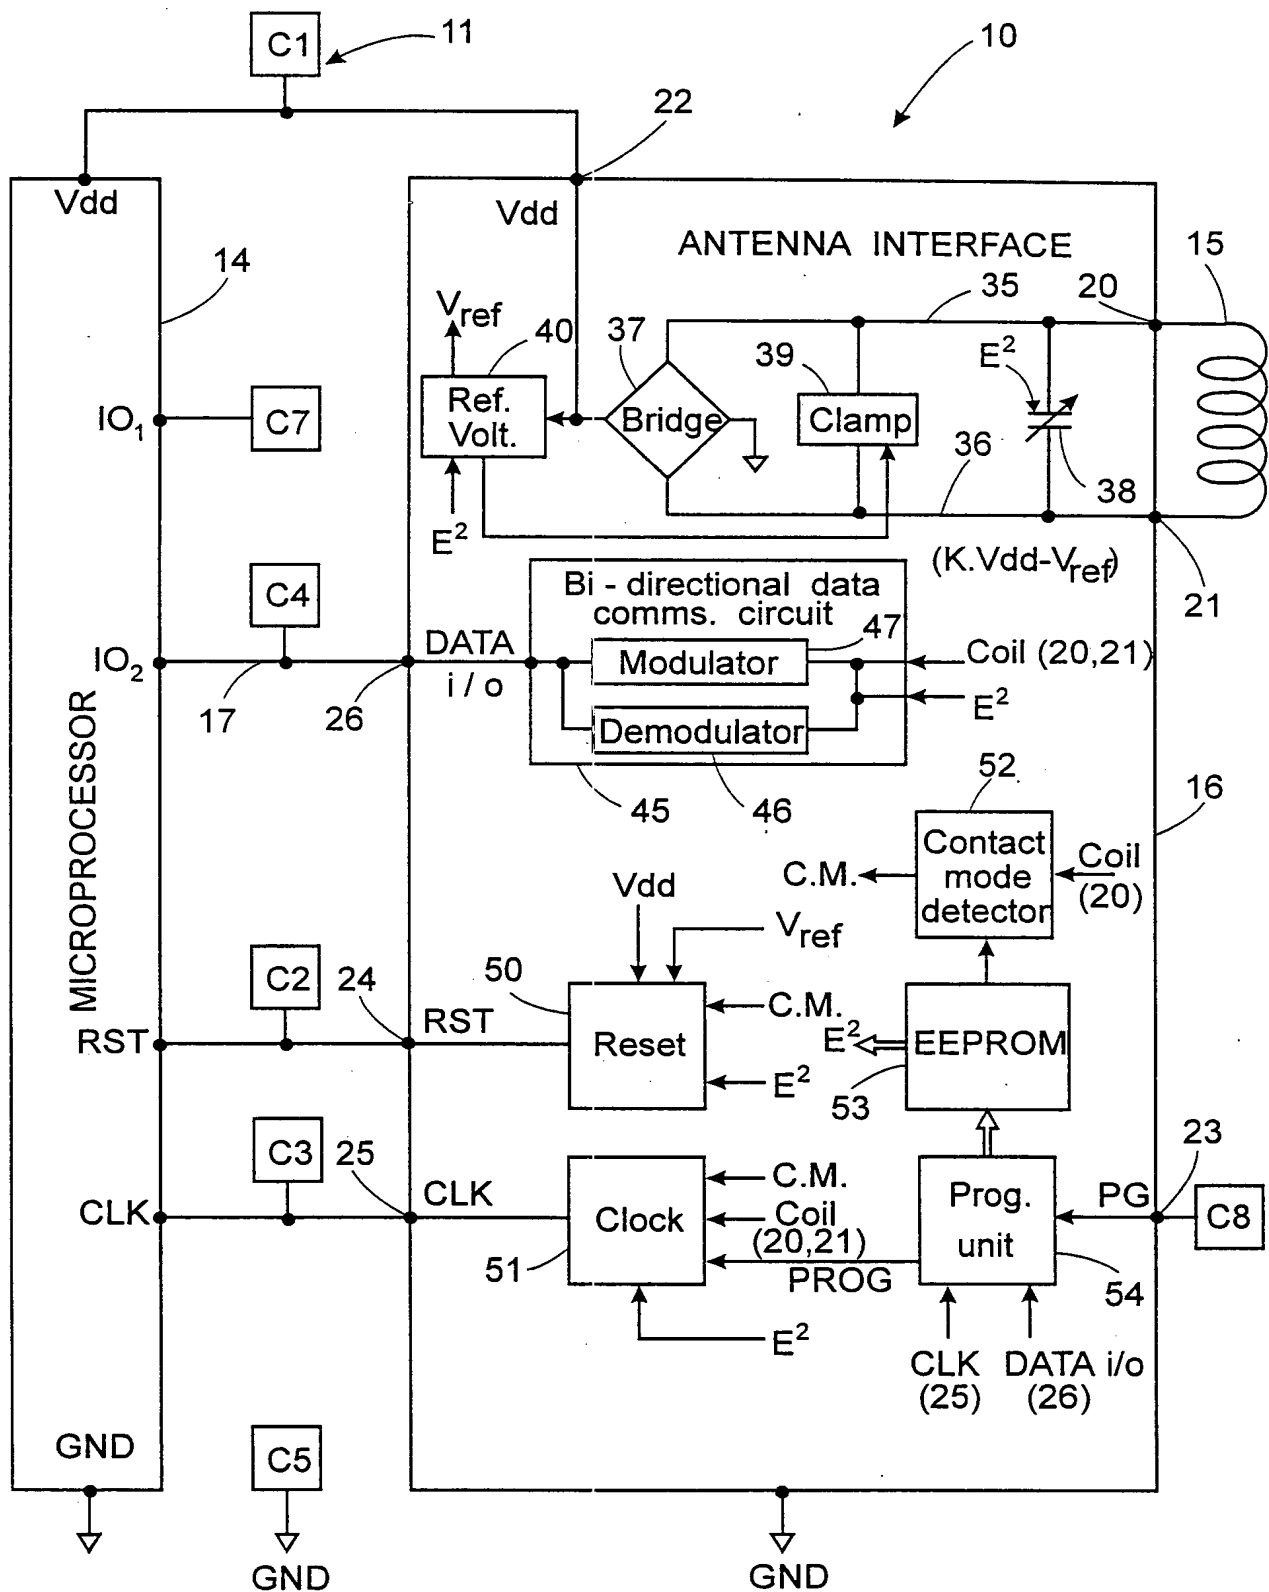 C1
11
10
22
Vdd
Vdd
ANTENNA INTERFACE
14
15
20
35
Vref
40
37
39
E²
Ref.
Volt.
Bridge
Clamp
IO1
C7
36
38
E²
(K.Vdd-Vref)
21
C4
Bi - directional data
comms. circuit
47
DATA
i / o
IO2
Modulator
Coil (20,21)
E²
17
26
Demodulator
45
46
52
16
MICROPROCESSOR
Contact
mode
detector
C.M.
Coil
(20)
Vdd
Vref
C2
24
50
RST
RST
Reset
C.M.
E²
E²
EEPROM
53
C3
25
23
CLK
CLK
Clock
C.M.
Coil
(20,21)
PROG
51
Prog.
unit
PG
C8
54
E²
CLK
(25)
DATA i/o
(26)
GND
C5
GND
GND